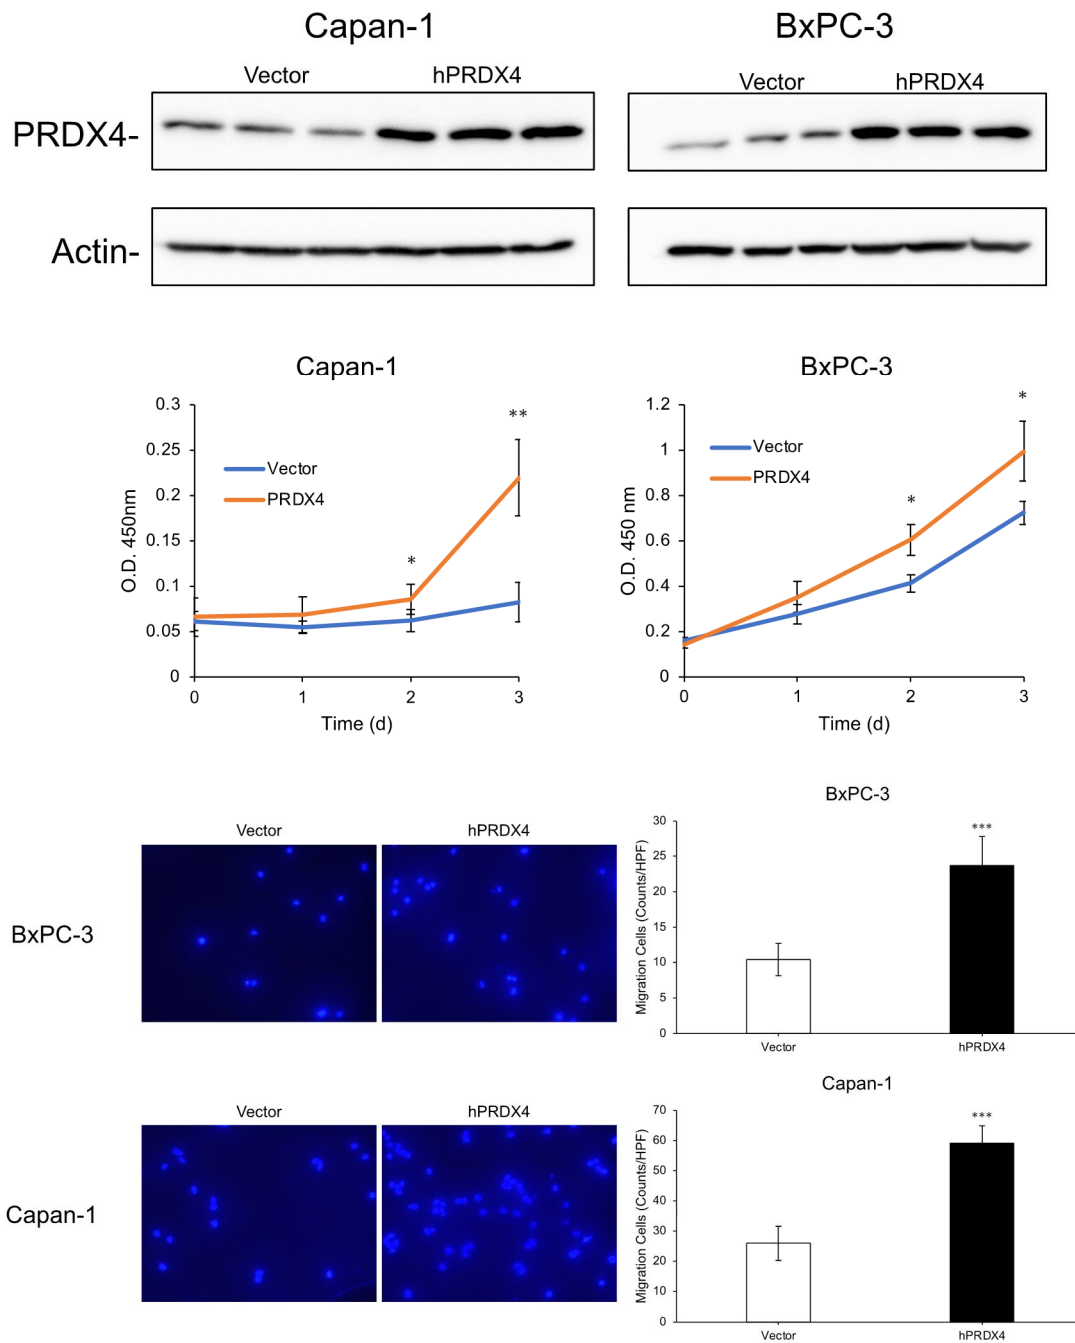 Capan-1 BxPC-3
Vector hPRDX4 Vector hPRDX4
PRDX4-
Actin-
Capan-1
0.3
0.25
0.2
0.15
0.1
0.05
0
O.D. 450nm
Vector
PRDX4
*
**
0 1 2 3
Time (d)
BxPC-3
1.2
1
0.8
0.6
0.4
0.2
0
O.D. 450 nm
Vector
PRDX4
*
*
0 1 2 3
Time (d)
BxPC-3
Vector hPRDX4
BxPC-3
30
25
20
15
10
5
0
Migration Cells (Counts/HPF)
***
Vector hPRDX4
Capan-1
Vector hPRDX4
Capan-1
70
60
50
40
30
20
10
0
Migration Cells (Counts/HPF)
***
Vector hPRDX4